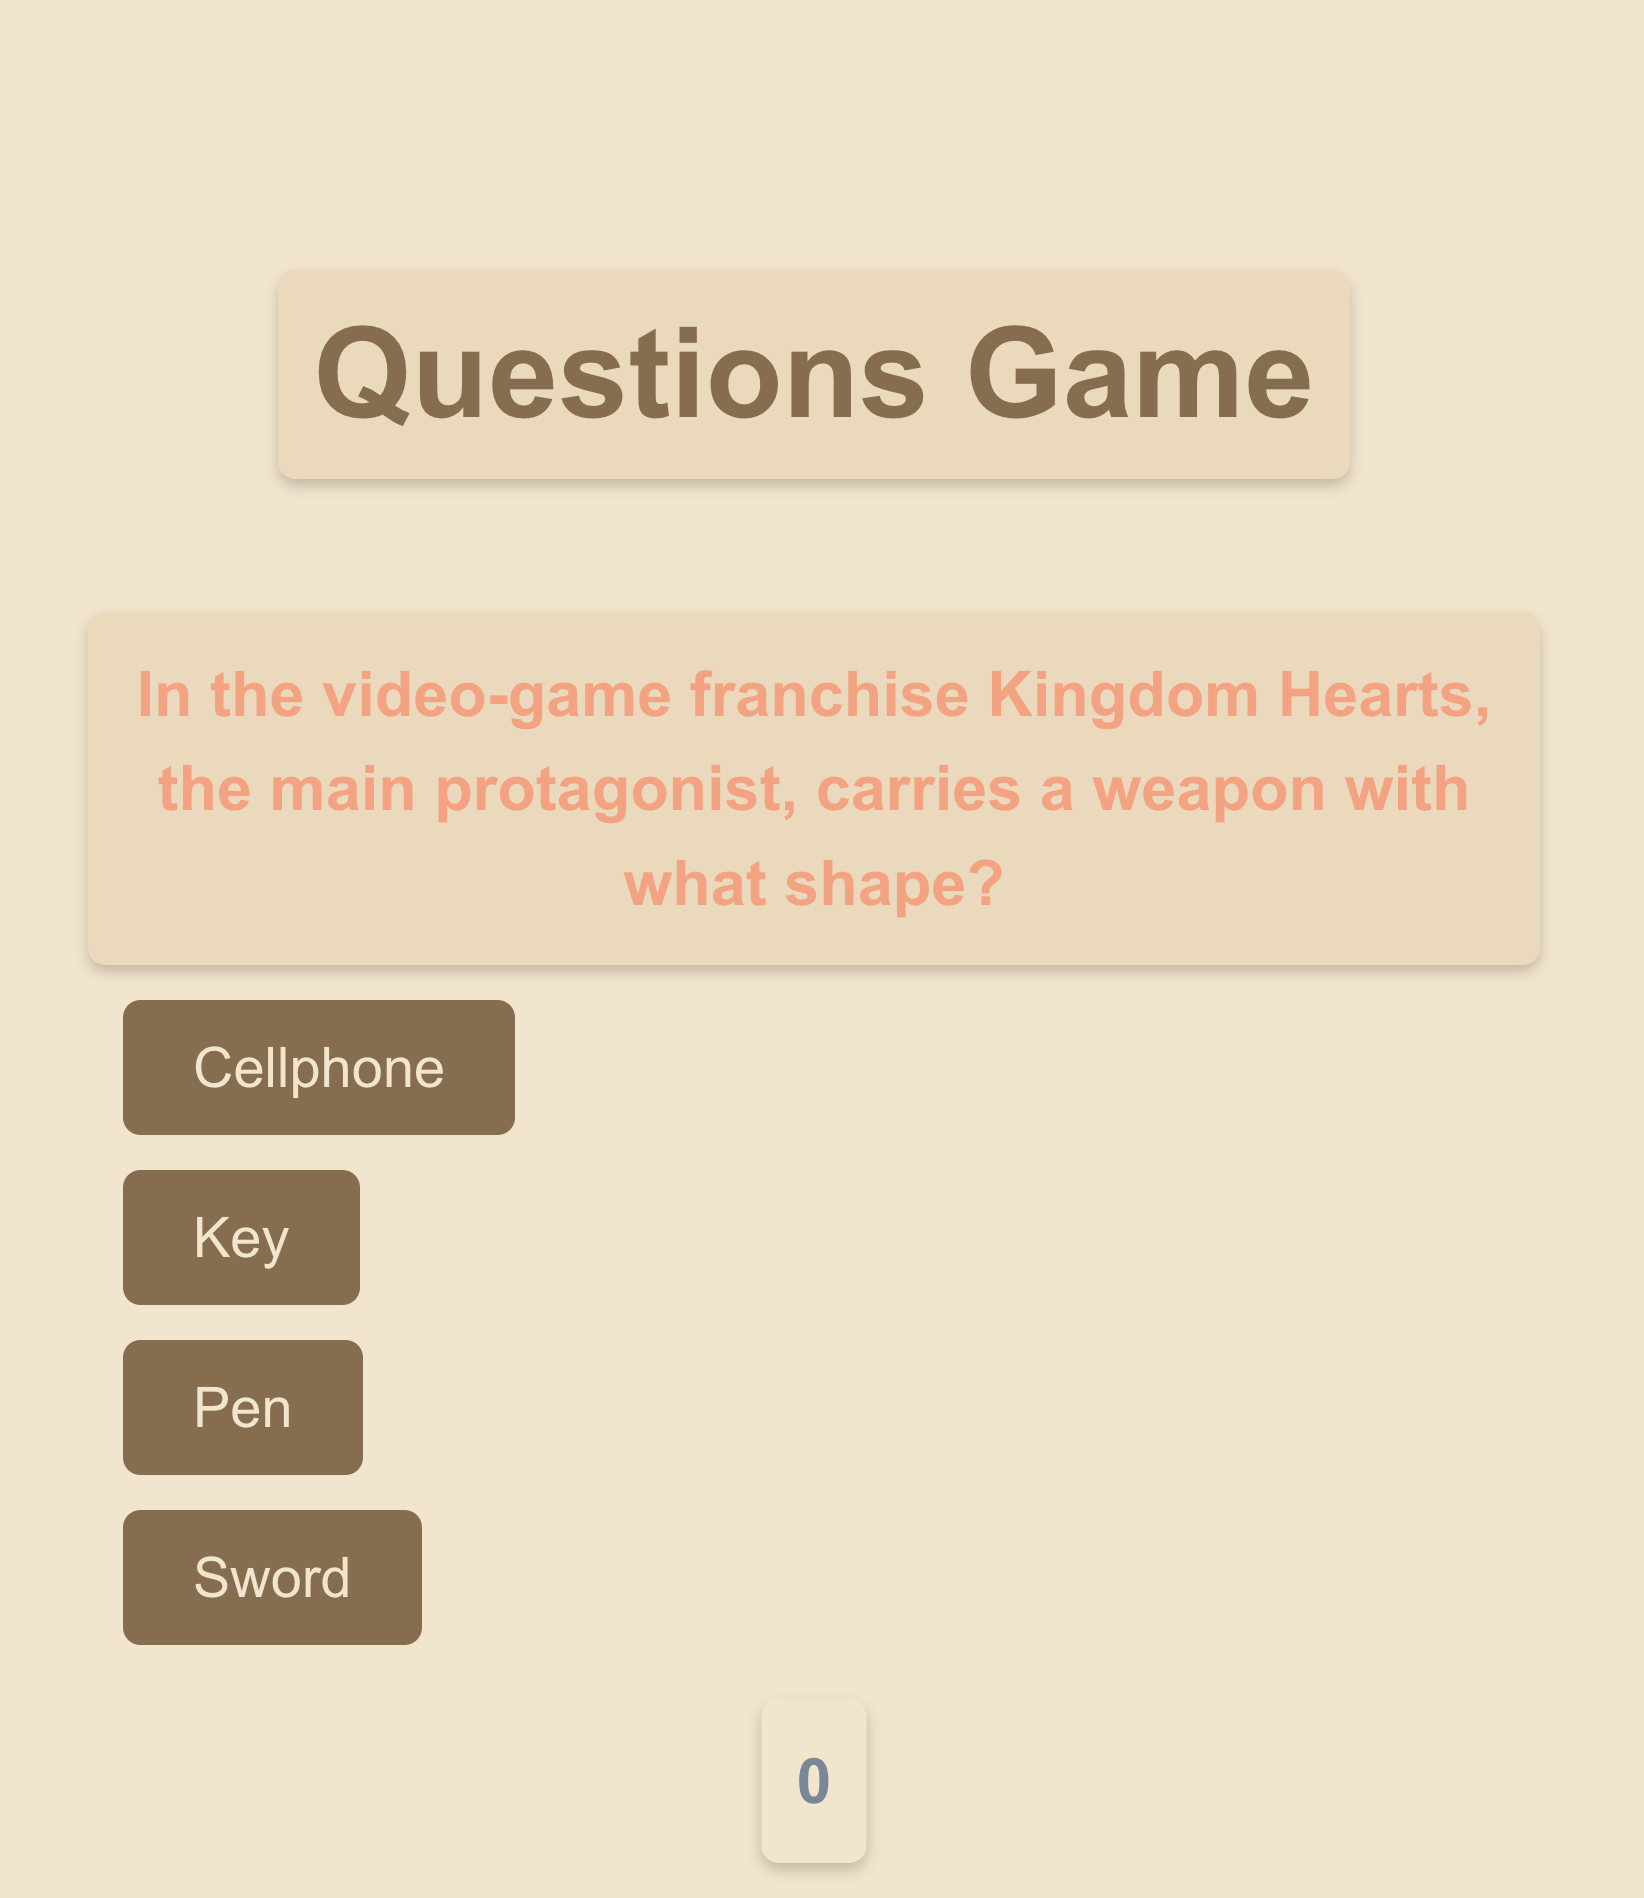 Questions Game
In the video-game franchise Kingdom Hearts,
the main protagonist, carries a weapon with
what shape?
Cellphone
Key
Pen
Sword
0